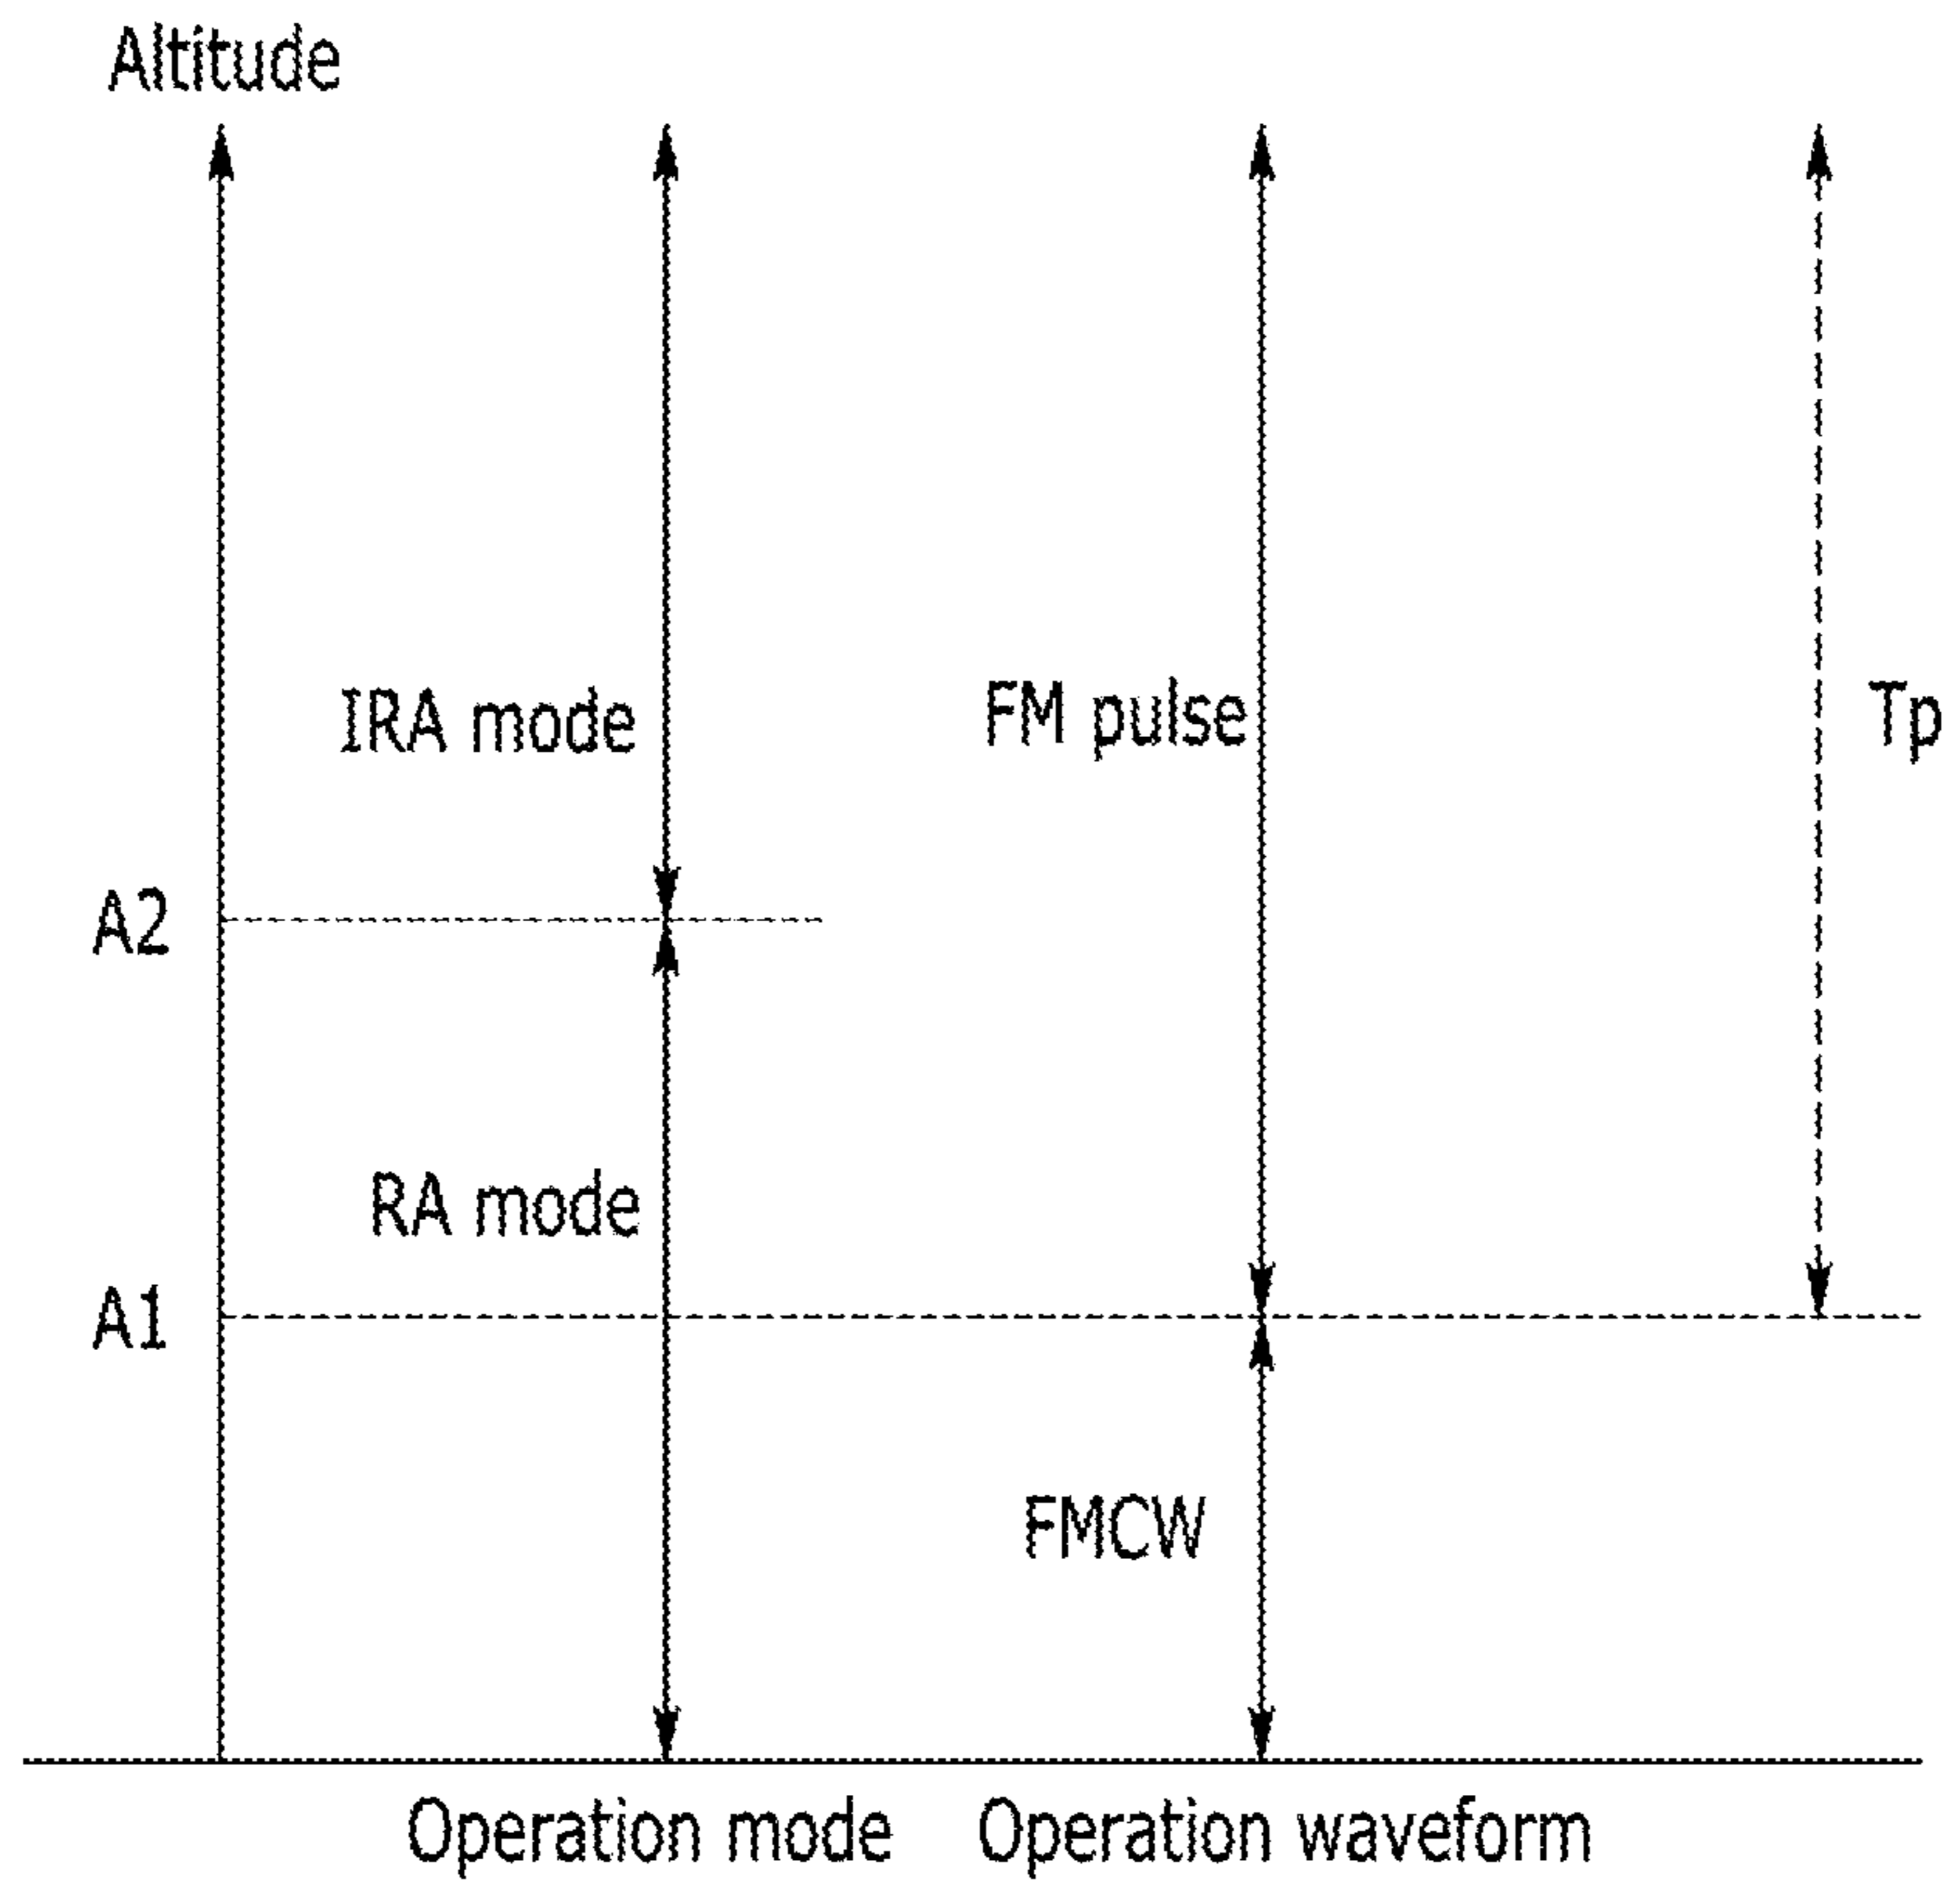 Altitude
IRA mode
FM pulse
Tp
A2
RA mode
A1
FMCW
Operation mode
Operation waveform